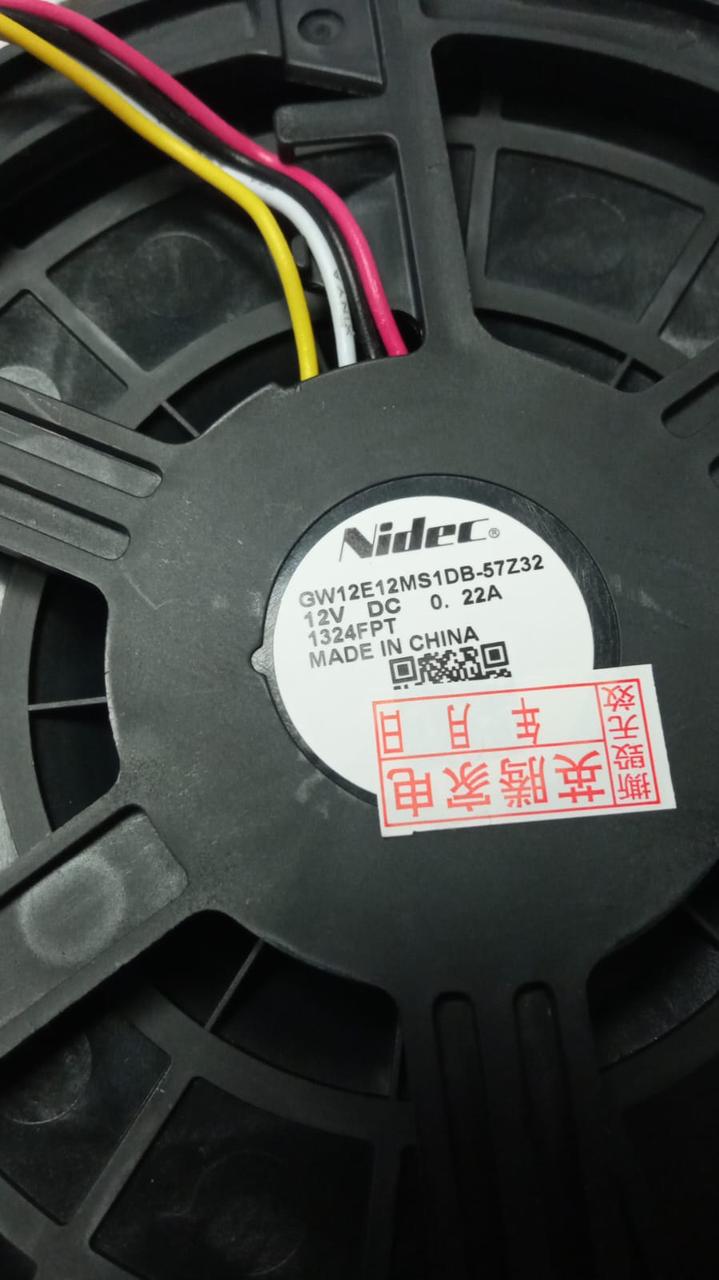 Nidec®
GW12E12MS1DB-57Z32
12V DC 0. 22A
1324FPT
MADE IN CHINA
英腾家电
年 月 日
撕毁无效